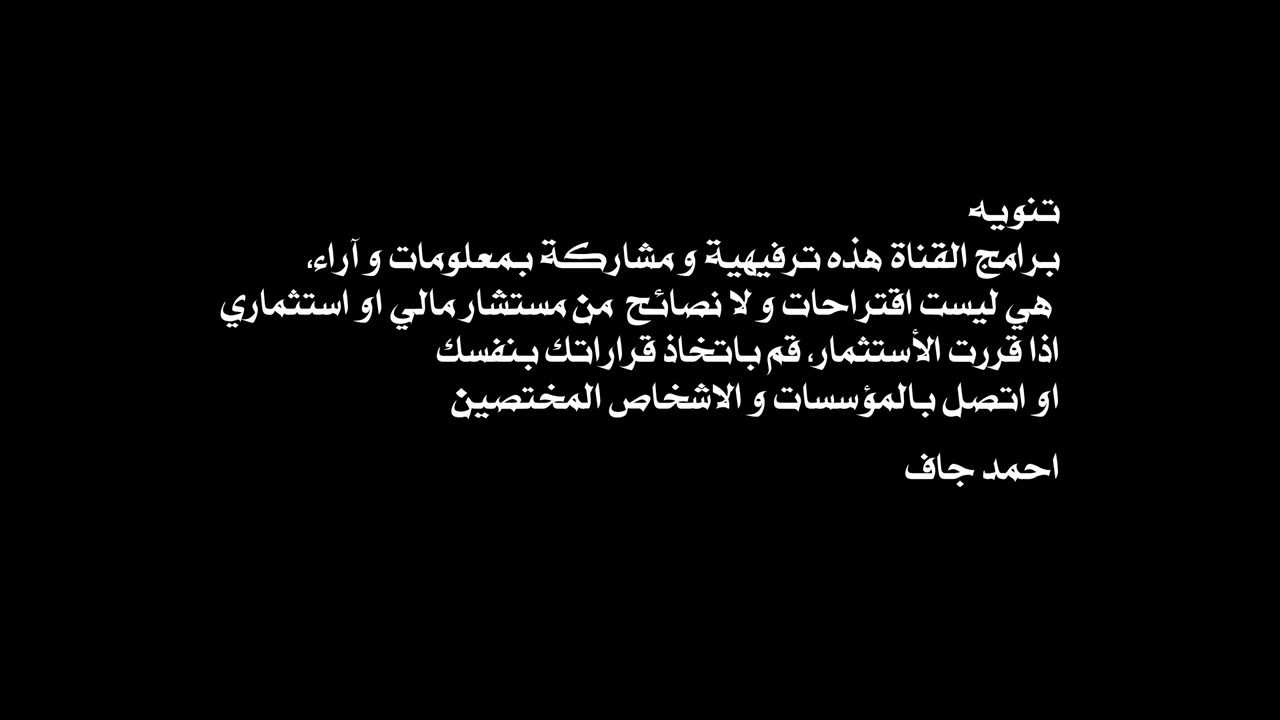 تنويه
برامج القناة هذه ترفيهية و مشاركة بمعلومات و آراء،
هي ليست اقتراحات و لا نصائح من مستشار مالي او استثماري
اذا قررت الأستثمار، قم باتخاذ قراراتك بنفسك
او اتصل بالمؤسسات و الاشخاص المختصين
احمد جاف